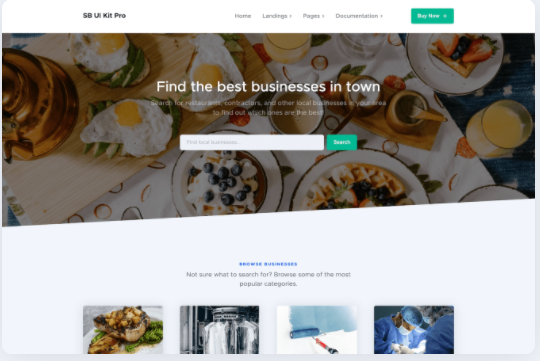 SB UI Kit Pro
Home Landings Pages Documentation Buy Now
Find the best businesses in town
Search for restaurants, contractors, and other local businesses in your area
to find out which ones are the best!
Find local businesses... Search
BROWSE BUSINESSES
Not sure what to search for? Browse some of the most
popular categories.